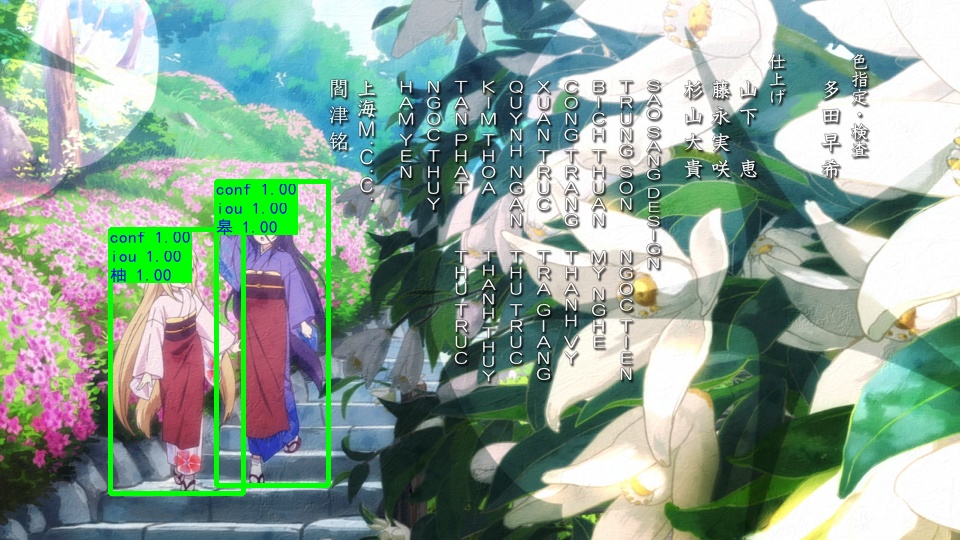 色指定・検査
多田早希
仕上げ
山下 恵
藤永実咲
杉山大貴
SAO SANG DESIGN
TRUNG SON NGOC TIEN
BICH THUAN MY NGHE
CONG TRANG THANH VY
XUAN TRUC TRA GIANG
QUYNH NGAN THU TRUC
KIM THOA THANH THUY
TAN PHAT THU TRUC
NGOC THUY
HAM YEN
上海M.C.C.
閻津铭
conf 1.00
iou 1.00
皋 1.00
conf 1.00
iou 1.00
柚 1.00